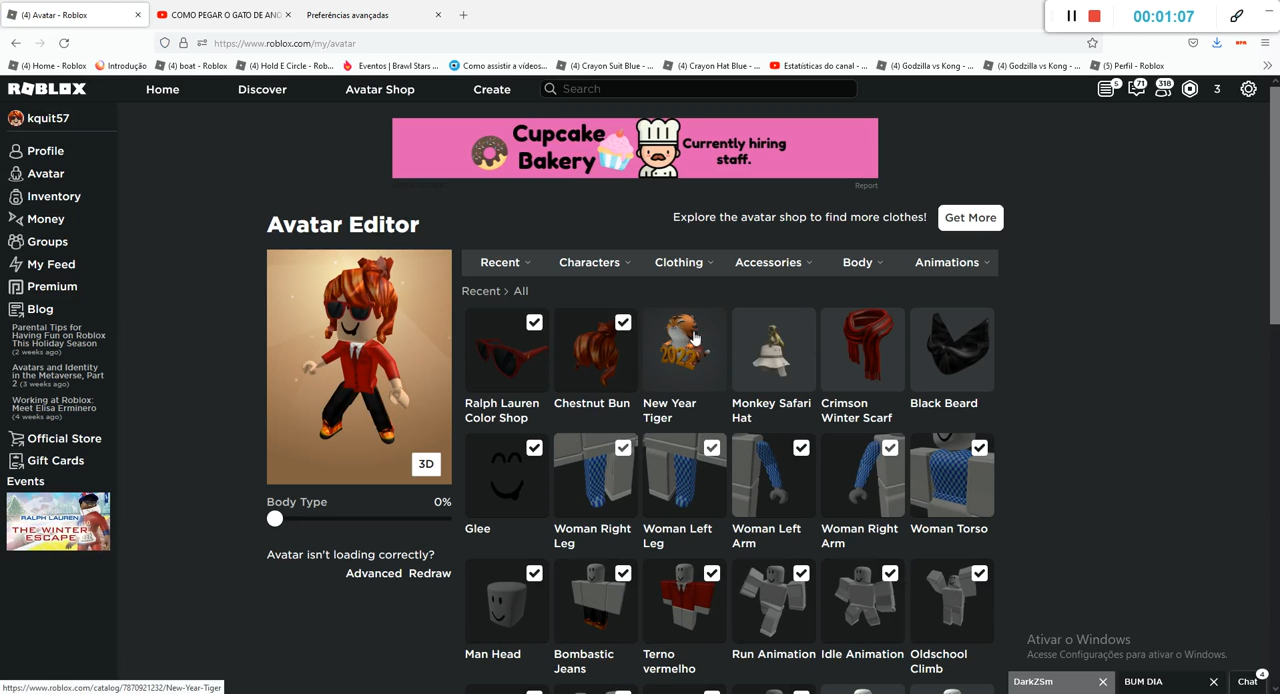 (4) Avatar - Roblox
COMO PEGAR O GATO DE ANO
Preferências avançadas
00:01:07
https://www.roblox.com/my/avatar
(4) Home - Roblox
Introdução
(4) boat - Roblox
(4) Hold E Circle - Rob...
Eventos | Brawl Stars ...
Como assistir a vídeos...
(4) Crayon Suit Blue - ...
(4) Crayon Hat Blue - ...
Estatísticas do canal - ...
(4) Godzilla vs Kong - ...
(4) Godzilla vs Kong - ...
(5) Perfil - Roblox
ROBLOX
Home
Discover
Avatar Shop
Create
Search
5
71
318
3
kquit57
Profile
Avatar
Inventory
Money
Groups
My Feed
Premium
Blog
Parental Tips for
Having Fun on Roblox
This Holiday Season
(2 weeks ago)
Avatars and Identity
in the Metaverse, Part
2 (3 weeks ago)
Working at Roblox:
Meet Elisa Erminero
(4 weeks ago)
Official Store
Gift Cards
Events
RALPH LAUREN
THE WINTER
ESCAPE
Cupcake
Bakery
Currently hiring
staff.
Report
Avatar Editor
Explore the avatar shop to find more clothes!
Get More
3D
Body Type
0%
Avatar isn't loading correctly?
Advanced
Redraw
Recent
Characters
Clothing
Accessories
Body
Animations
Recent > All
2022
Ralph Lauren
Color Shop
Chestnut Bun
New Year
Tiger
Monkey Safari
Hat
Crimson
Winter Scarf
Black Beard
Glee
Woman Right
Leg
Woman Left
Leg
Woman Left
Arm
Woman Right
Arm
Woman Torso
Man Head
Bombastic
Jeans
Terno
vermelho
Run Animation
Idle Animation
Oldschool
Climb
Ativar o Windows
Acesse Configurações para ativar o Windows.
DarkZSm
BUM DIA
Chat
4
https://www.roblox.com/catalog/7870921232/New-Year-Tiger